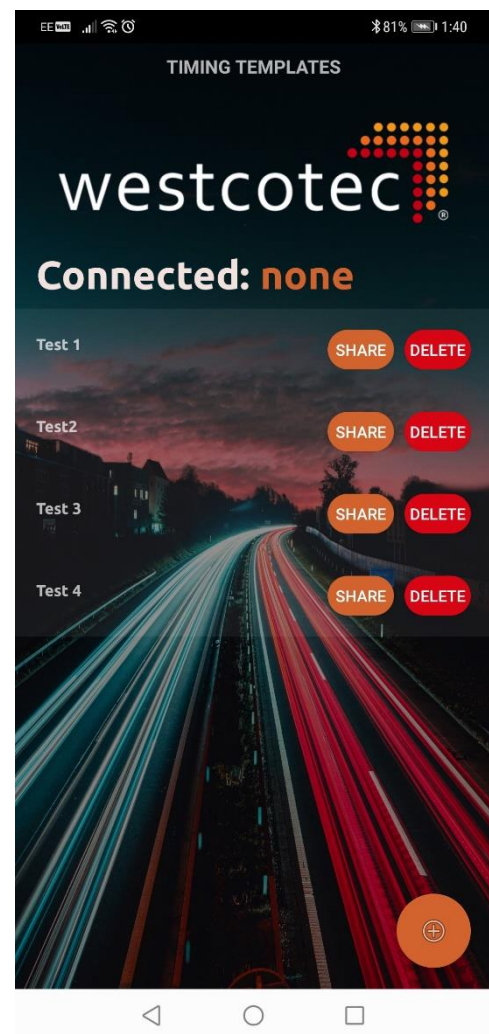 EE VoLTE 81% 1:40
TIMING TEMPLATES
westcotec®
Connected: none
Test 1 SHARE DELETE
Test2 SHARE DELETE
Test 3 SHARE DELETE
Test 4 SHARE DELETE